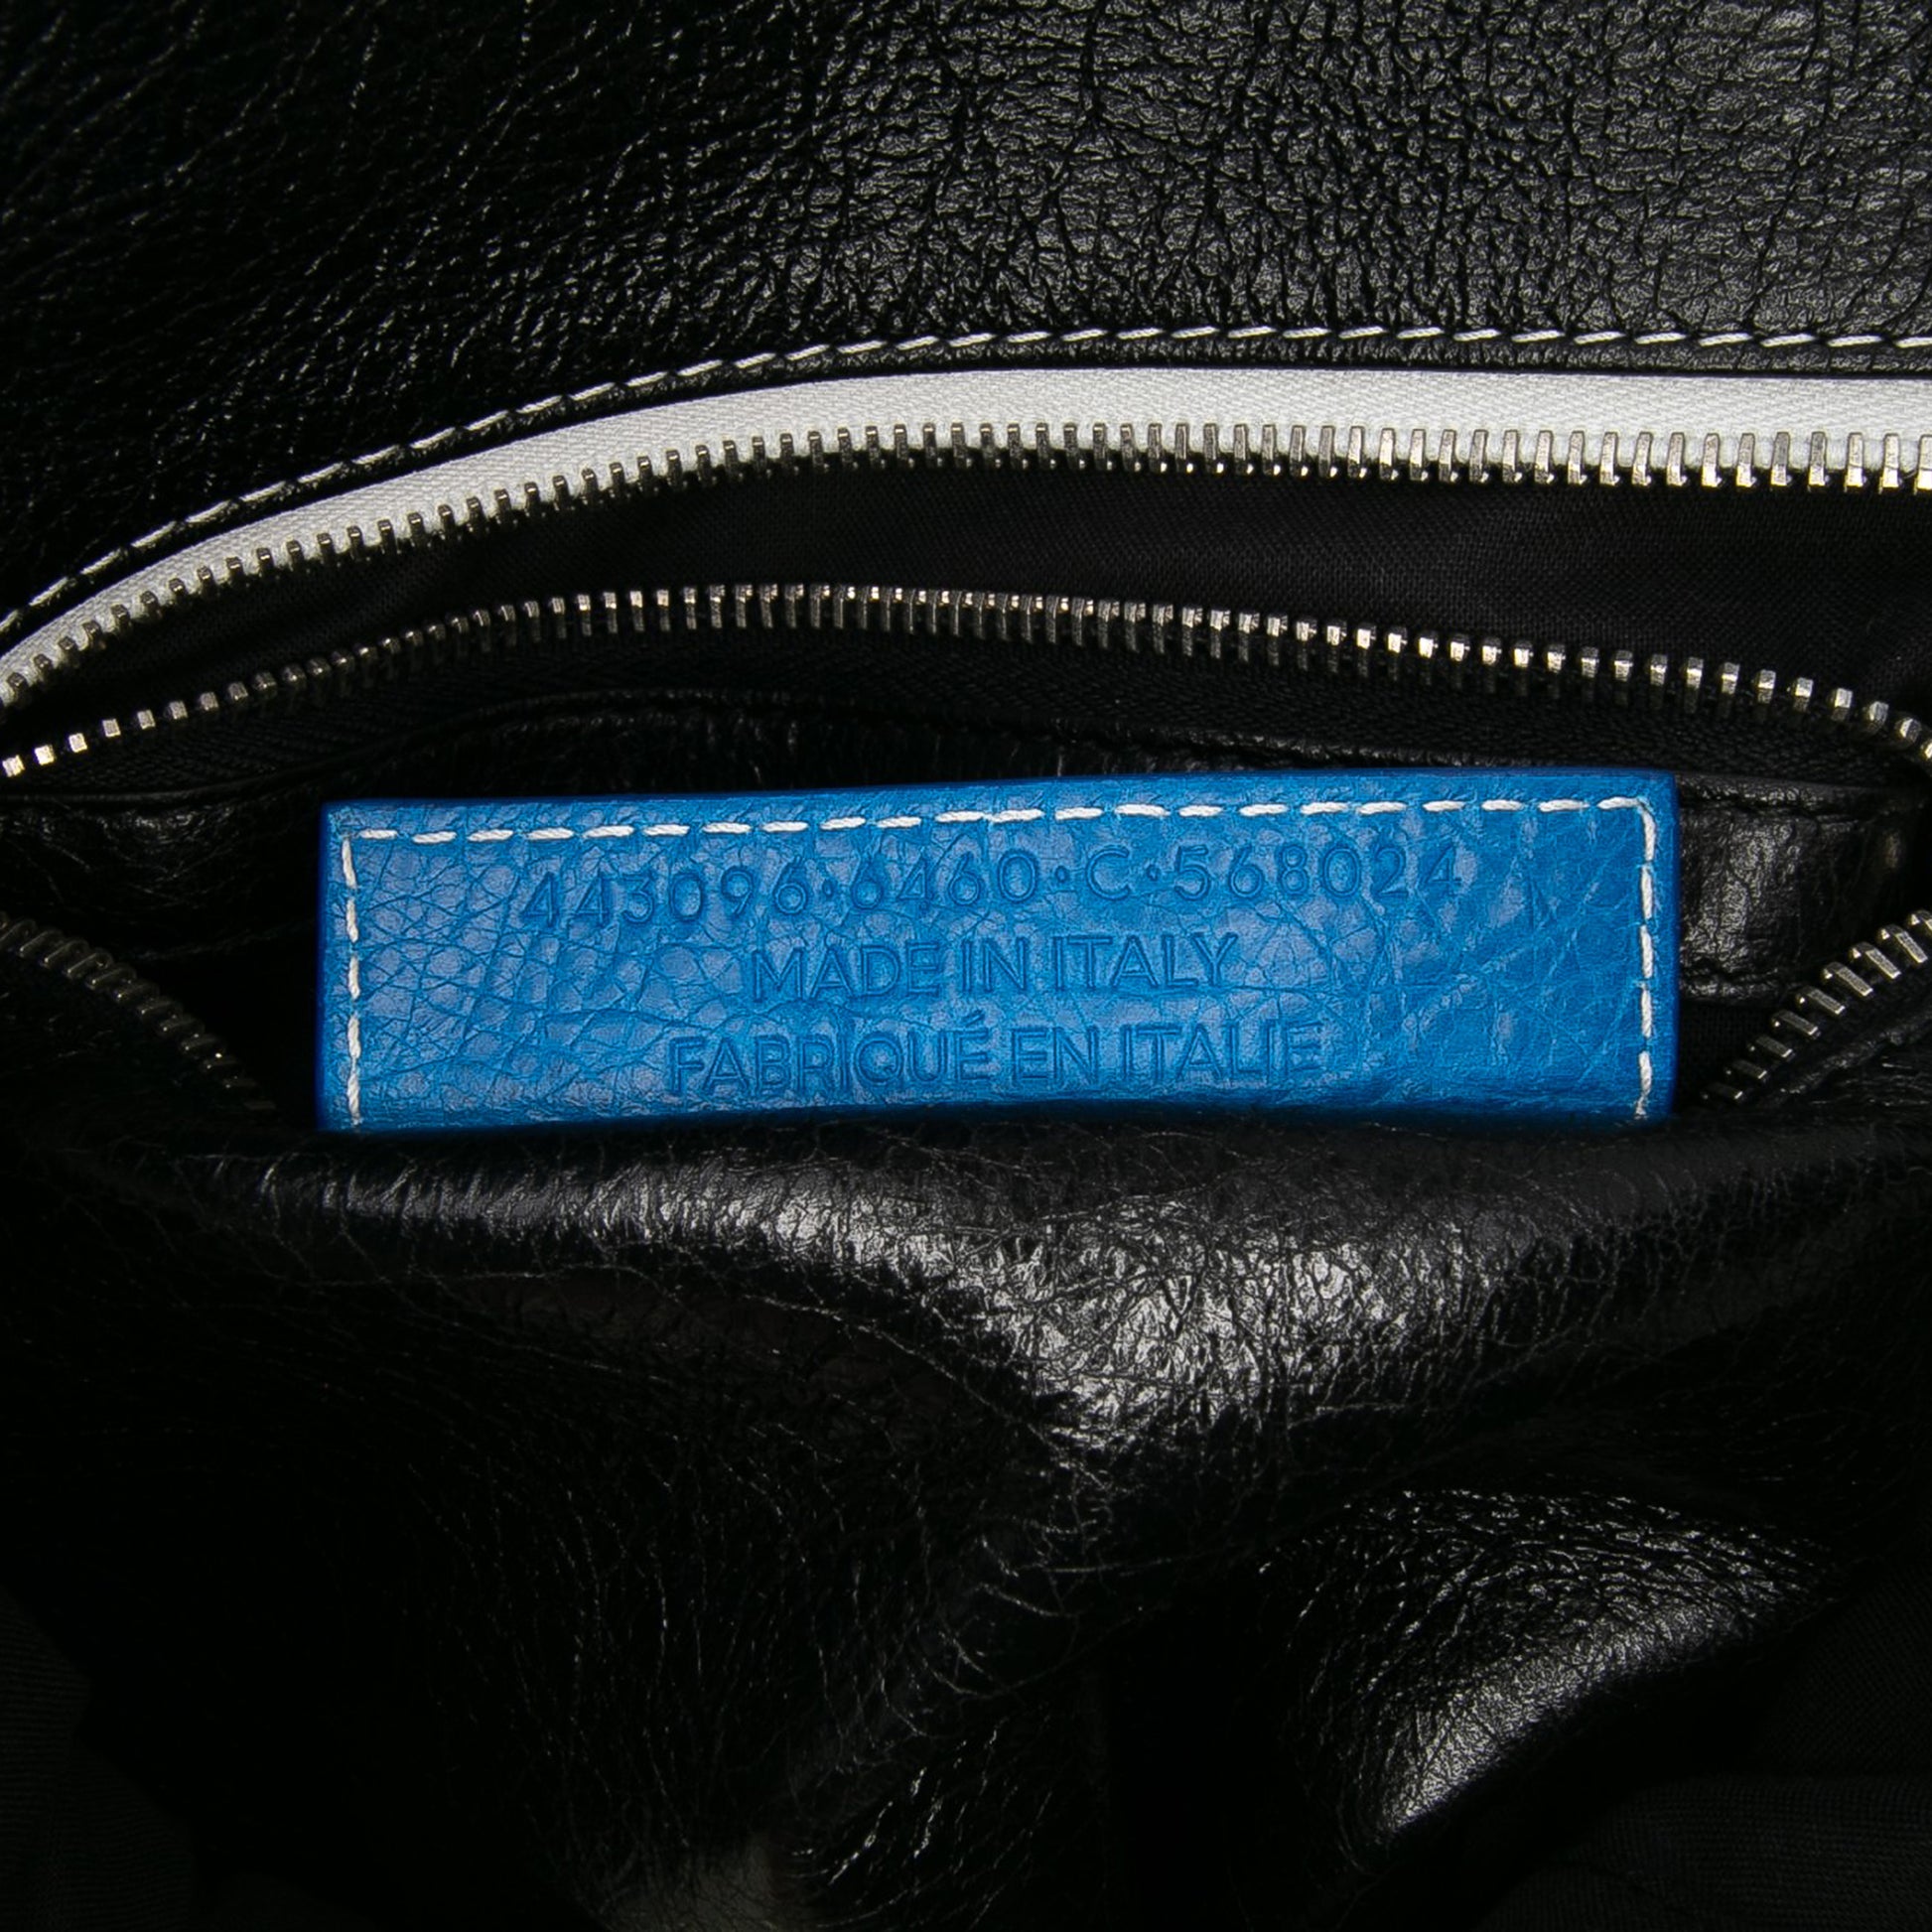 443096·6460·C·568024
MADE IN ITALY
FABRIQUÉ EN ITALIE